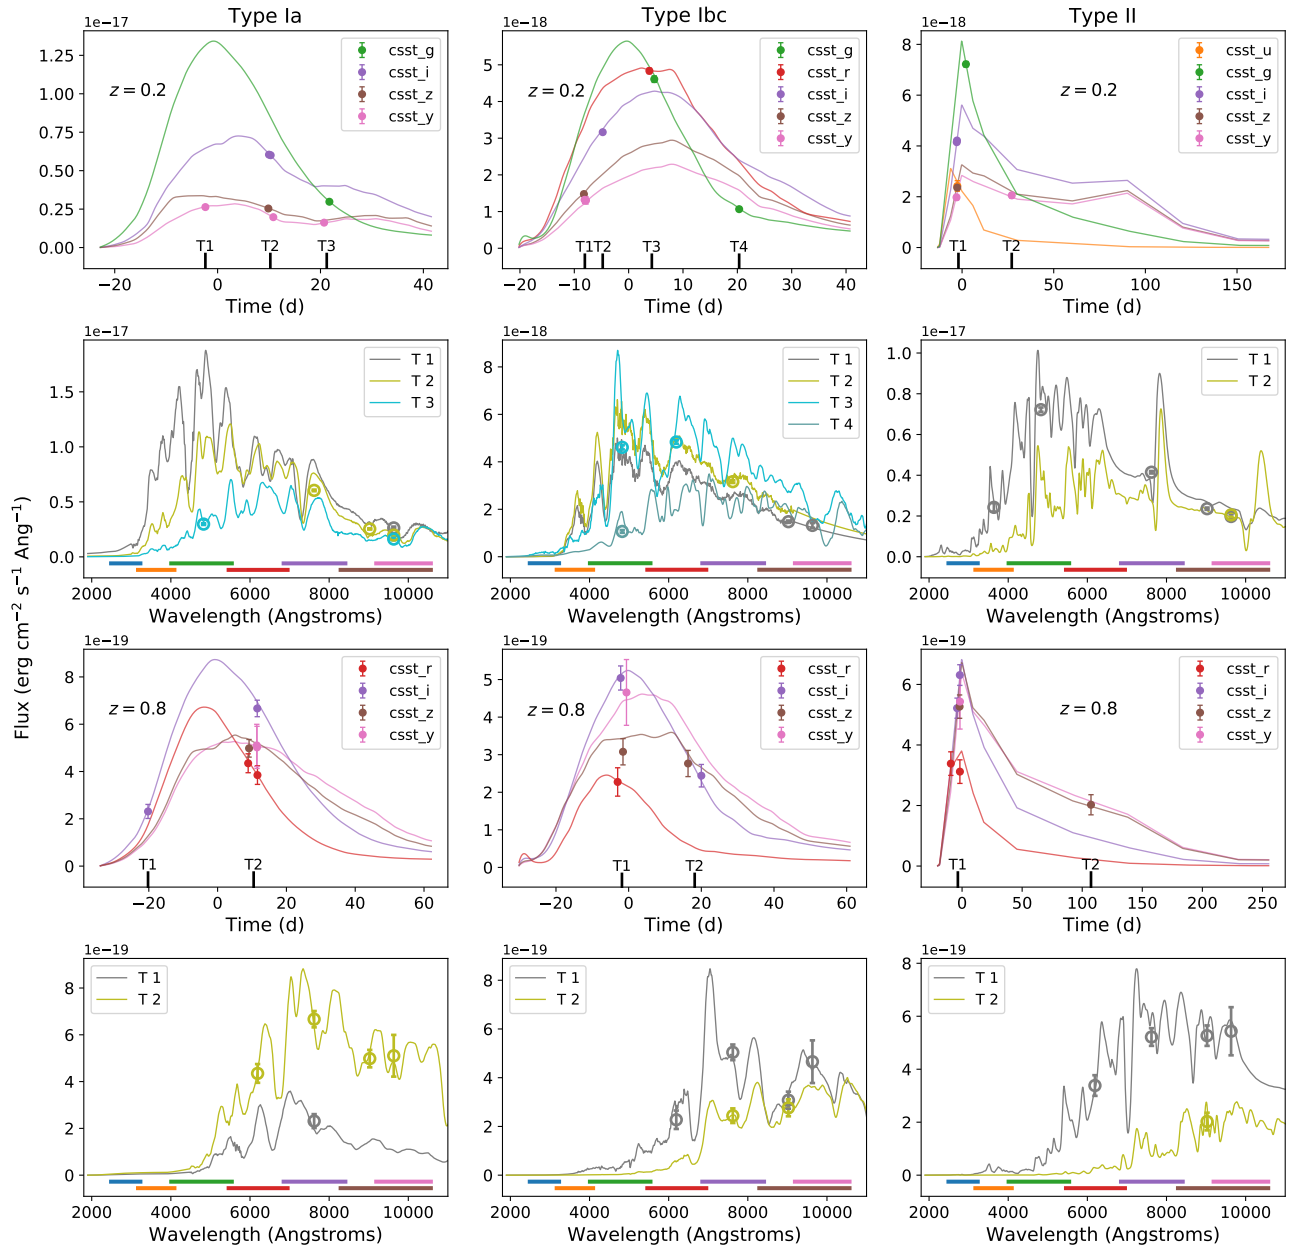 Type Ia
Type Ibc
Type II
1e−17
1e−18
1e−18
1.25
1.00
0.75
0.50
0.25
0.00
z = 0.2
csst_g
csst_i
csst_z
csst_y
T1
T2
T3
−20
0
20
40
Time (d)
5
4
3
2
1
0
z = 0.2
csst_g
csst_r
csst_i
csst_z
csst_y
T1
T2
T3
T4
−20
−10
0
10
20
30
40
Time (d)
8
6
4
2
0
z = 0.2
csst_u
csst_g
csst_i
csst_z
csst_y
T1
T2
0
50
100
150
Time (d)
Flux (erg cm−2 s−1 Ang−1)
1e−17
1.5
1.0
0.5
0.0
T 1
T 2
T 3
2000
4000
6000
8000
10000
Wavelength (Angstroms)
1e−18
8
6
4
2
0
T 1
T 2
T 3
T 4
2000
4000
6000
8000
10000
Wavelength (Angstroms)
1e−17
1.0
0.8
0.6
0.4
0.2
0.0
T 1
T 2
2000
4000
6000
8000
10000
Wavelength (Angstroms)
1e−19
8
6
4
2
0
z = 0.8
csst_r
csst_i
csst_z
csst_y
T1
T2
−20
0
20
40
60
Time (d)
1e−19
5
4
3
2
1
0
z = 0.8
csst_r
csst_i
csst_z
csst_y
T1
T2
−20
0
20
40
60
Time (d)
1e−19
6
4
2
0
z = 0.8
csst_r
csst_i
csst_z
csst_y
T1
T2
0
50
100
150
200
250
Time (d)
1e−19
8
6
4
2
0
T 1
T 2
2000
4000
6000
8000
10000
Wavelength (Angstroms)
1e−19
8
6
4
2
0
T 1
T 2
2000
4000
6000
8000
10000
Wavelength (Angstroms)
1e−19
8
6
4
2
0
T 1
T 2
2000
4000
6000
8000
10000
Wavelength (Angstroms)